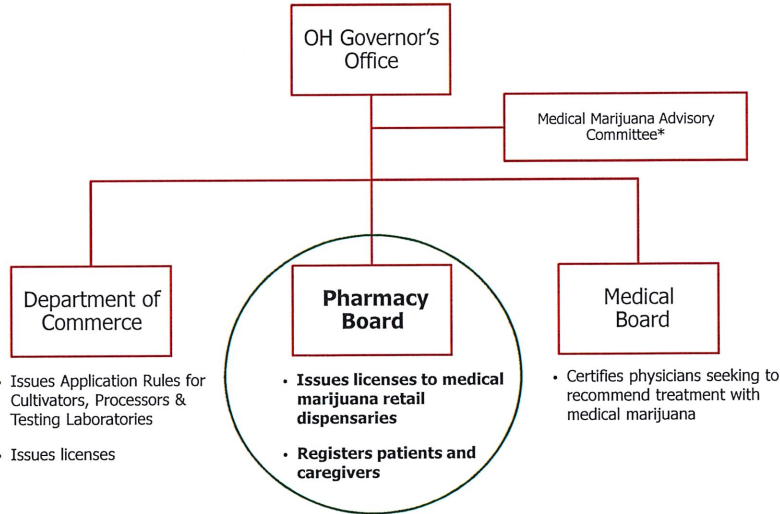 OH Governor's
Office
Medical Marijuana Advisory
Committee*
Department of
Commerce
• Issues Application Rules for
Cultivators, Processors &
Testing Laboratories
• Issues licenses
Pharmacy
Board
• Issues licenses to medical
marijuana retail
dispensaries
• Registers patients and
caregivers
Medical
Board
• Certifies physicians seeking to
recommend treatment with
medical marijuana